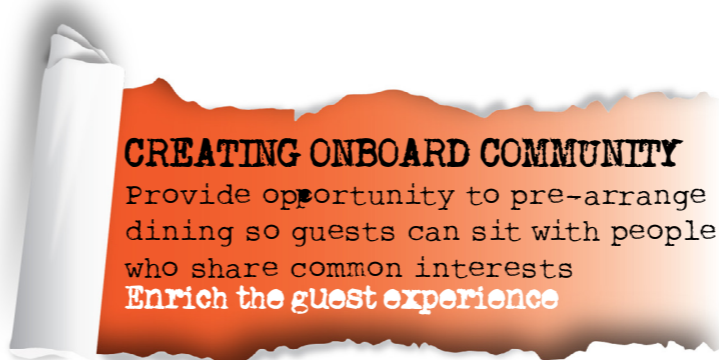 CREATING ONBOARD COMMUNITY
Provide opportunity to pre-arrange
dining so guests can sit with people
who share common interests
Enrich the guest experience